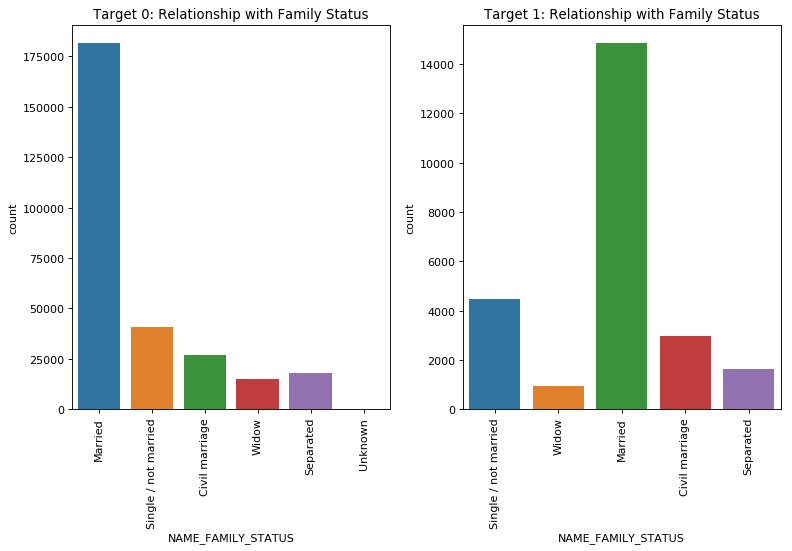 Target 0: Relationship with Family Status
175000
150000
125000
100000
75000
50000
25000
0
count
Married
Single / not married
Civil marriage
Widow
Separated
Unknown
NAME_FAMILY_STATUS
Target 1: Relationship with Family Status
14000
12000
10000
8000
6000
4000
2000
0
count
Single / not married
Widow
Married
Civil marriage
Separated
NAME_FAMILY_STATUS